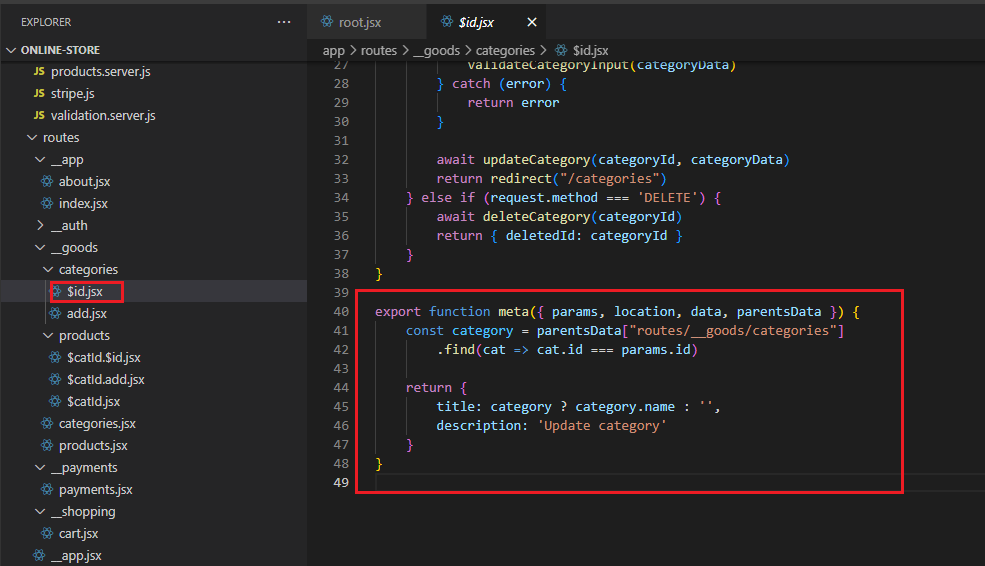 EXPLORER
ONLINE-STORE
JS products.server.js
JS stripe.js
JS validation.server.js
routes
__app
about.jsx
index.jsx
__auth
__goods
categories
$id.jsx
add.jsx
products
$catId.$id.jsx
$catId.add.jsx
$catId.jsx
categories.jsx
products.jsx
__payments
payments.jsx
__shopping
cart.jsx
__app.jsx
root.jsx
$id.jsx
app > routes > __goods > categories > $id.jsx
27 validateCategoryInput(categoryData)
28 } catch (error) {
29 return error
30 }
31
32 await updateCategory(categoryId, categoryData)
33 return redirect("/categories")
34 } else if (request.method === 'DELETE') {
35 await deleteCategory(categoryId)
36 return { deletedId: categoryId }
37 }
38 }
39
40 export function meta({ params, location, data, parentsData }) {
41 const category = parentsData["routes/__goods/categories"]
42 .find(cat => cat.id === params.id)
43
44 return {
45 title: category ? category.name : '',
46 description: 'Update category'
47 }
48 }
49